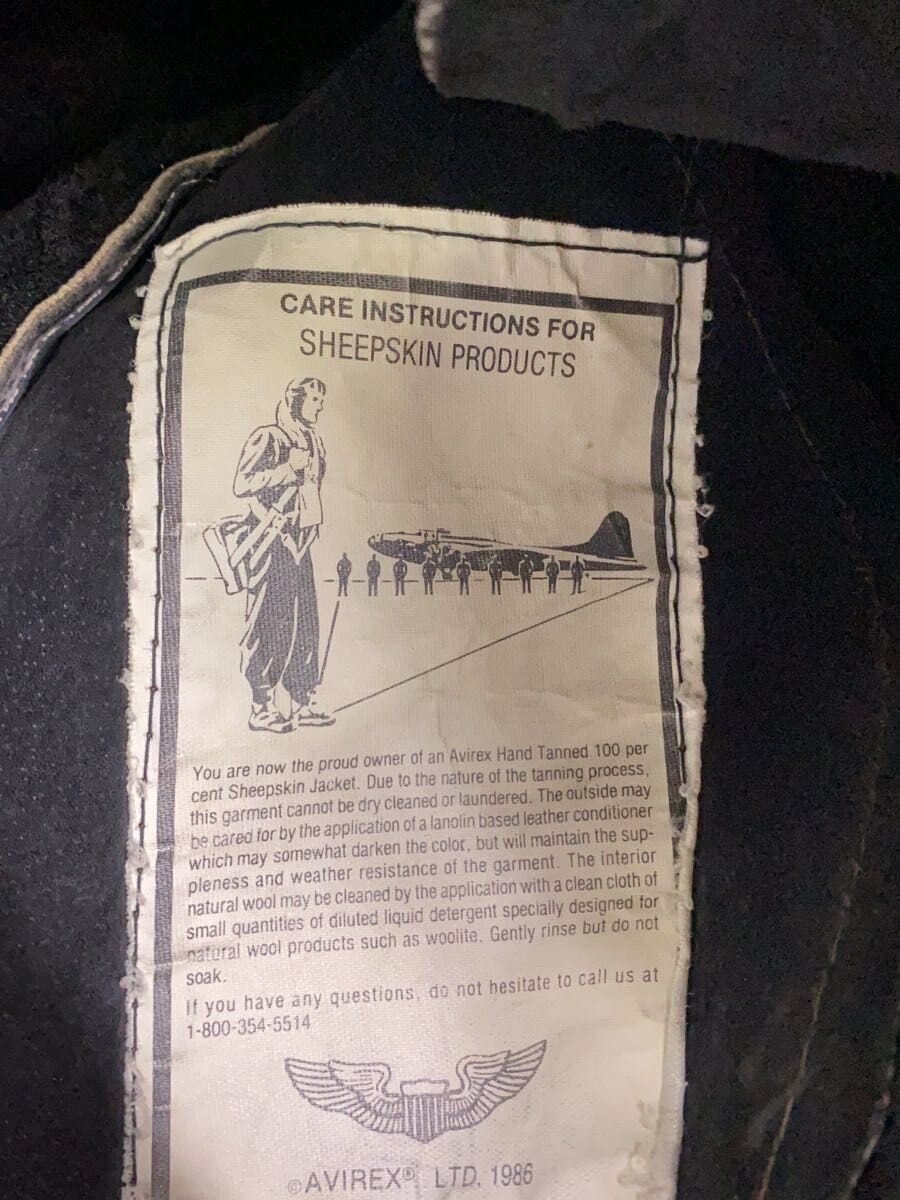 CARE INSTRUCTIONS FOR
SHEEPSKIN PRODUCTS
You are now the proud owner of an Avirex Hand Tanned 100 per
cent Sheepskin Jacket. Due to the nature of the tanning process,
this garment cannot be dry cleaned or laundered. The outside may
be cared for by the application of a lanolin based leather conditioner
which may somewhat darken the color, but will maintain the sup-
pleness and weather resistance of the garment. The interior
natural wool may be cleaned by the application with a clean cloth of
small quantities of diluted liquid detergent specially designed for
natural wool products such as woolite. Gently rinse but do not
soak.
If you have any questions, do not hesitate to call us at
1-800-354-5514
©AVIREX® LTD. 1986